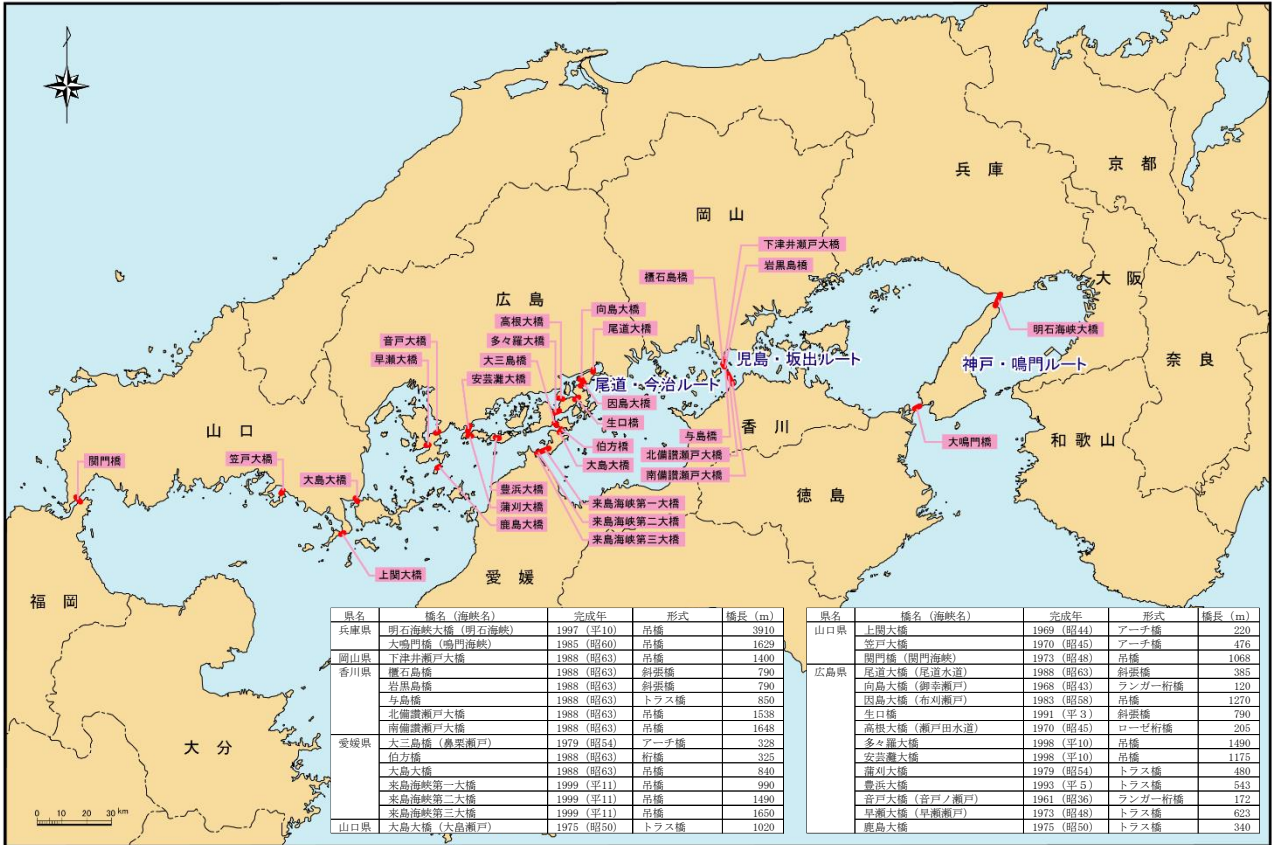 兵 庫
京 都
岡 山
下津井瀬戸大橋
岩黒島橋
櫃石島橋
大 阪
広 島
向島大橋
高根大橋
尾道大橋
音戸大橋
多々羅大橋
早瀬大橋
大三島橋
安芸灘大橋
明石海峡大橋
児島・坂出ルート
神戸・鳴門ルート
奈 良
尾道・今治ルート
因島大橋
生口橋
香 川
大鳴門橋
和 歌 山
山 口
与島橋
伯方橋
北備讃瀬戸大橋
大島大橋
南備讃瀬戸大橋
関門橋
笠戸大橋
大島大橋
豊浜大橋
蒲刈大橋
鹿島大橋
来島海峡第一大橋
来島海峡第二大橋
来島海峡第三大橋
徳 島
上関大橋
愛 媛
福 岡
大 分
0 10 20 30 km
県名 橋名（海峡名） 完成年 形式 橋長（m）
兵庫県 明石海峡大橋（明石海峡） 1997（平10） 吊橋 3910
大鳴門橋（鳴門海峡） 1985（昭60） 吊橋 1629
岡山県 下津井瀬戸大橋 1988（昭63） 吊橋 1400
香川県 櫃石島橋 1988（昭63） 斜張橋 790
岩黒島橋 1988（昭63） 斜張橋 790
与島橋 1988（昭63） トラス橋 850
北備讃瀬戸大橋 1988（昭63） 吊橋 1538
南備讃瀬戸大橋 1988（昭63） 吊橋 1648
愛媛県 大三島橋（鼻栗瀬戸） 1979（昭54） アーチ橋 328
伯方橋 1988（昭63） 桁橋 325
大島大橋 1988（昭63） 吊橋 840
来島海峡第一大橋 1999（平11） 吊橋 990
来島海峡第二大橋 1999（平11） 吊橋 1490
来島海峡第三大橋 1999（平11） 吊橋 1650
山口県 大島大橋（大畠瀬戸） 1975（昭50） トラス橋 1020
県名 橋名（海峡名） 完成年 形式 橋長（m）
山口県 上関大橋 1969（昭44） アーチ橋 220
笠戸大橋 1970（昭45） アーチ橋 476
関門橋（関門海峡） 1973（昭48） 吊橋 1068
広島県 尾道大橋（尾道水道） 1988（昭63） 斜張橋 385
向島大橋（御幸瀬戸） 1968（昭43） ランガー桁橋 120
因島大橋（布刈瀬戸） 1983（昭58） 吊橋 1270
生口橋 1991（平３） 斜張橋 790
高根大橋（瀬戸田水道） 1970（昭45） ローゼ桁橋 205
多々羅大橋 1998（平10） 吊橋 1490
安芸灘大橋 1998（平10） 吊橋 1175
蒲刈大橋 1979（昭54） トラス橋 480
豊浜大橋 1993（平５） トラス橋 543
音戸大橋（音戸ノ瀬戸） 1961（昭36） ランガー桁橋 172
早瀬大橋（早瀬瀬戸） 1973（昭48） トラス橋 623
鹿島大橋 1975（昭50） トラス橋 340